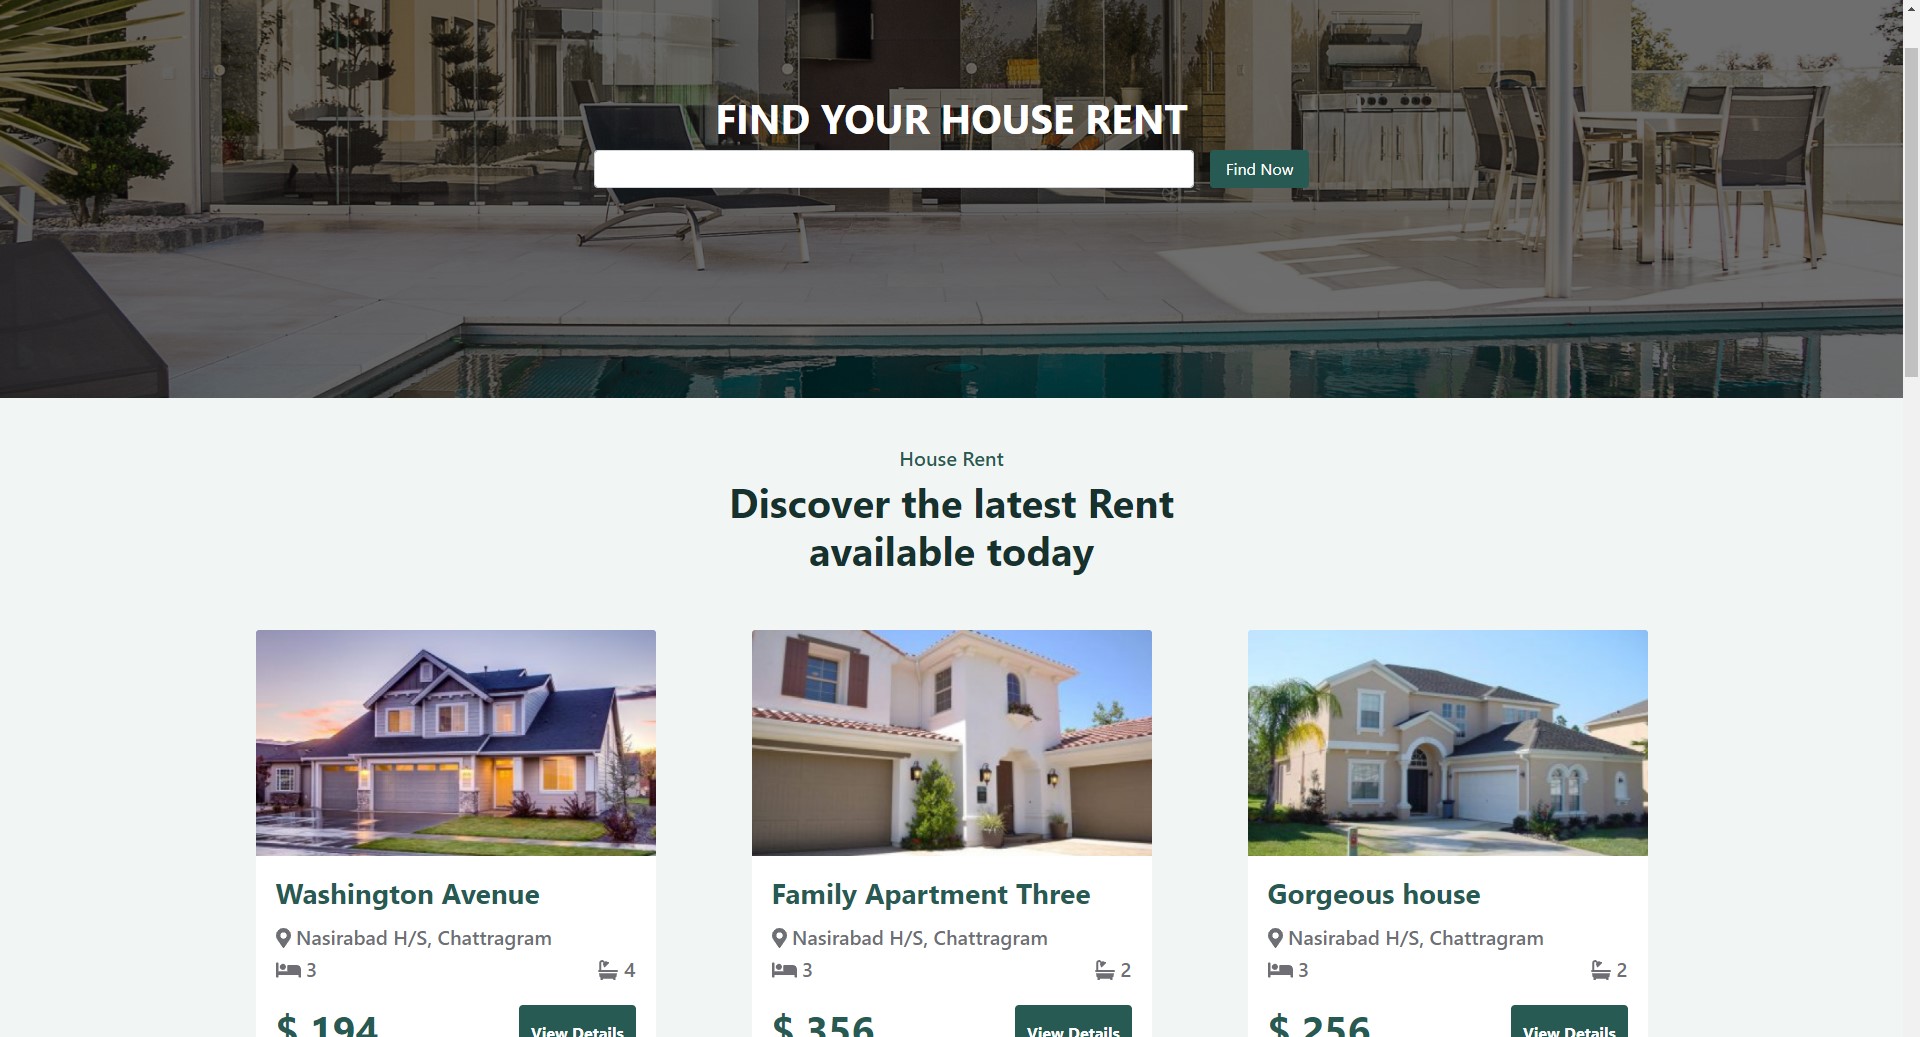 FIND YOUR HOUSE RENT
Find Now
House Rent
Discover the latest Rent
available today
Washington Avenue
Nasirabad H/S, Chattragram
3 4
$ 194 View Details
Family Apartment Three
Nasirabad H/S, Chattragram
3 2
$ 356 View Details
Gorgeous house
Nasirabad H/S, Chattragram
3 2
$ 256 View Details